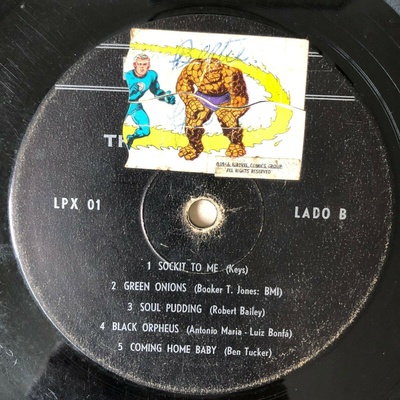 TH
©1966 MARVEL COMICS GROUP
ALL RIGHTS RESERVED
LPX 01
LADO B
1 SOCKIT TO ME (Keys)
2 GREEN ONIONS (Booker T. Jones: BMI)
3 SOUL PUDDING (Robert Bailey)
4 BLACK ORPHEUS (Antonio Maria - Luiz Bonfá)
5 COMING HOME BABY (Ben Tucker)